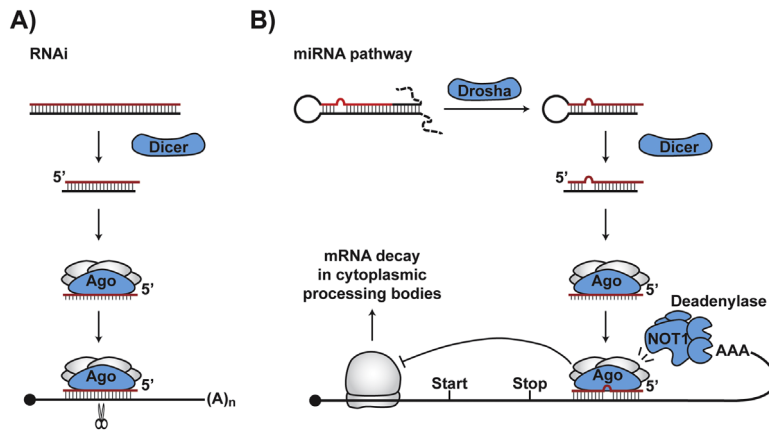 A)
RNAi
Dicer
5'
Ago
5'
Ago
5'
(A)n
B)
miRNA pathway
Drosha
Dicer
5'
mRNA decay
in cytoplasmic
processing bodies
Ago
5'
Deadenylase
NOT1
AAA
Start
Stop
Ago
5'